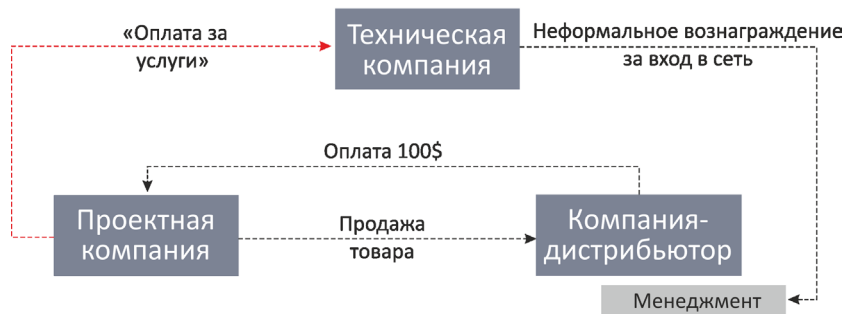 «Оплата за
услуги»
Техническая
компания
Неформальное вознаграждение
за вход в сеть
Оплата 100$
Проектная
компания
Продажа
товара
Компания-
дистрибьютор
Менеджмент